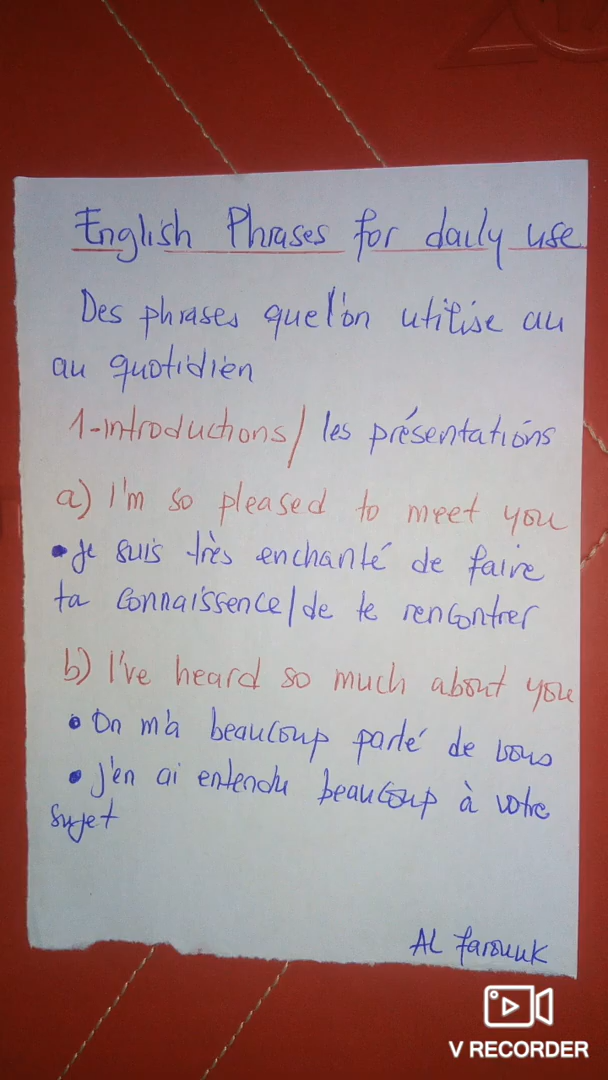 English Phrases for daily use
Des phrases que l'on utilise au
au quotidien
1-introductions/ les présentations
a) I'm so pleased to meet you
• Je suis très enchanté de faire
ta connaissence/de te rencontrer
b) I've heard so much about you
• On m'a beaucoup parlé de vous
• j'en ai entendu beaucoup à votre
sujet
AL farouk
V RECORDER